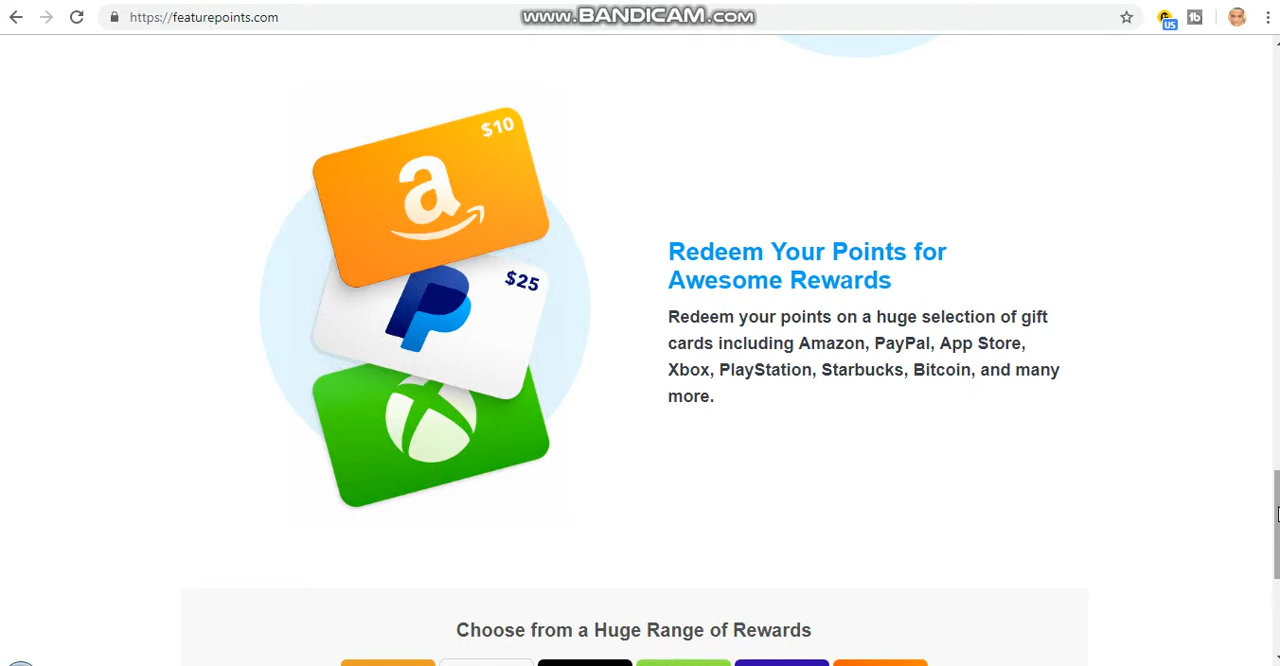 https://featurepoints.com
www.BANDICAM.com
US
tb
$10
a
$25
Redeem Your Points for
Awesome Rewards
Redeem your points on a huge selection of gift
cards including Amazon, PayPal, App Store,
Xbox, PlayStation, Starbucks, Bitcoin, and many
more.
Choose from a Huge Range of Rewards